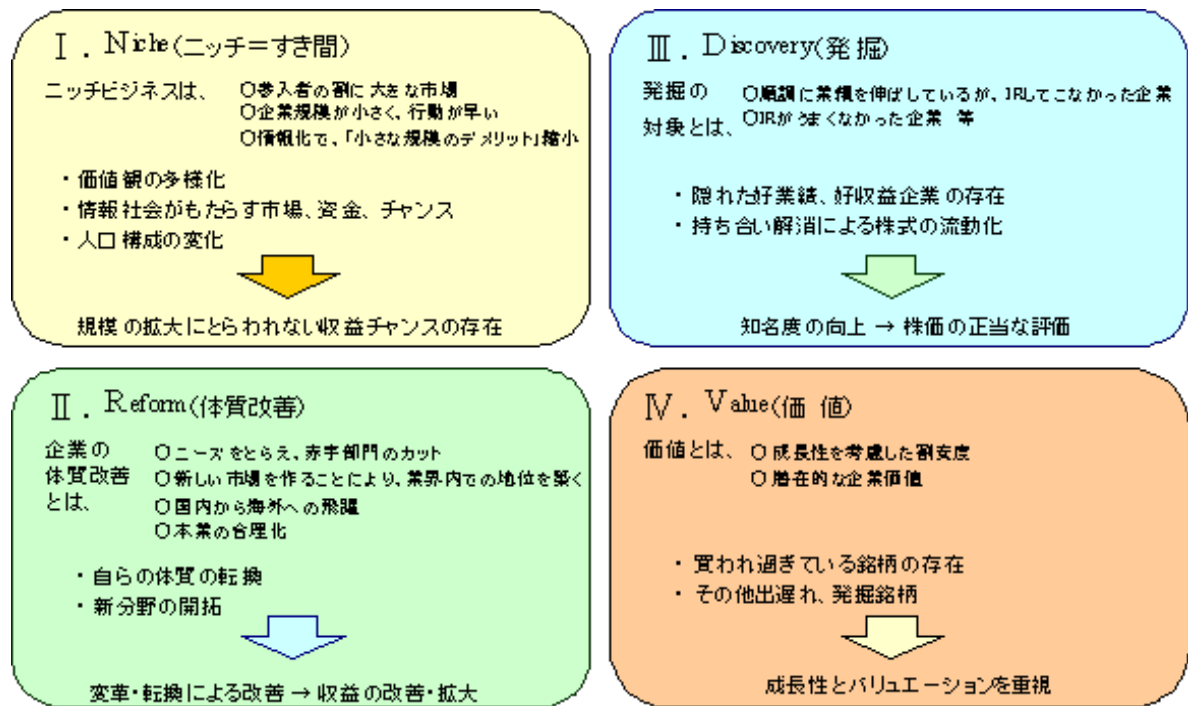 Ⅰ．Niche(ニッチ＝すき間)
ニッチビジネスは、
○参入者の割に大きな市場
○企業規模が小さく、行動が早い
○情報化で、「小さな規模のデメリット」縮小
・価値観の多様化
・情報社会がもたらす市場、資金、チャンス
・人口構成の変化
規模の拡大にとらわれない収益チャンスの存在
Ⅱ．Reform(体質改善)
企業の
体質改善
とは、
○ニーズをとらえ、赤字部門のカット
○新しい市場を作ることにより、業界内での地位を築く
○国内から海外への飛躍
○本業の合理化
・自らの体質の転換
・新分野の開拓
変革・転換による改善 → 収益の改善・拡大
Ⅲ．Discovery(発掘)
発掘の
対象とは、
○順調に業績を伸ばしているが、IRしてこなかった企業
○IRがうまくなかった企業 等
・隠れた好業績、好収益企業の存在
・持ち合い解消による株式の流動化
知名度の向上 → 株価の正当な評価
Ⅳ．Value(価値)
価値とは、
○成長性を考慮した割安度
○潜在的な企業価値
・買われ過ぎている銘柄の存在
・その他出遅れ、発掘銘柄
成長性とバリュエーションを重視